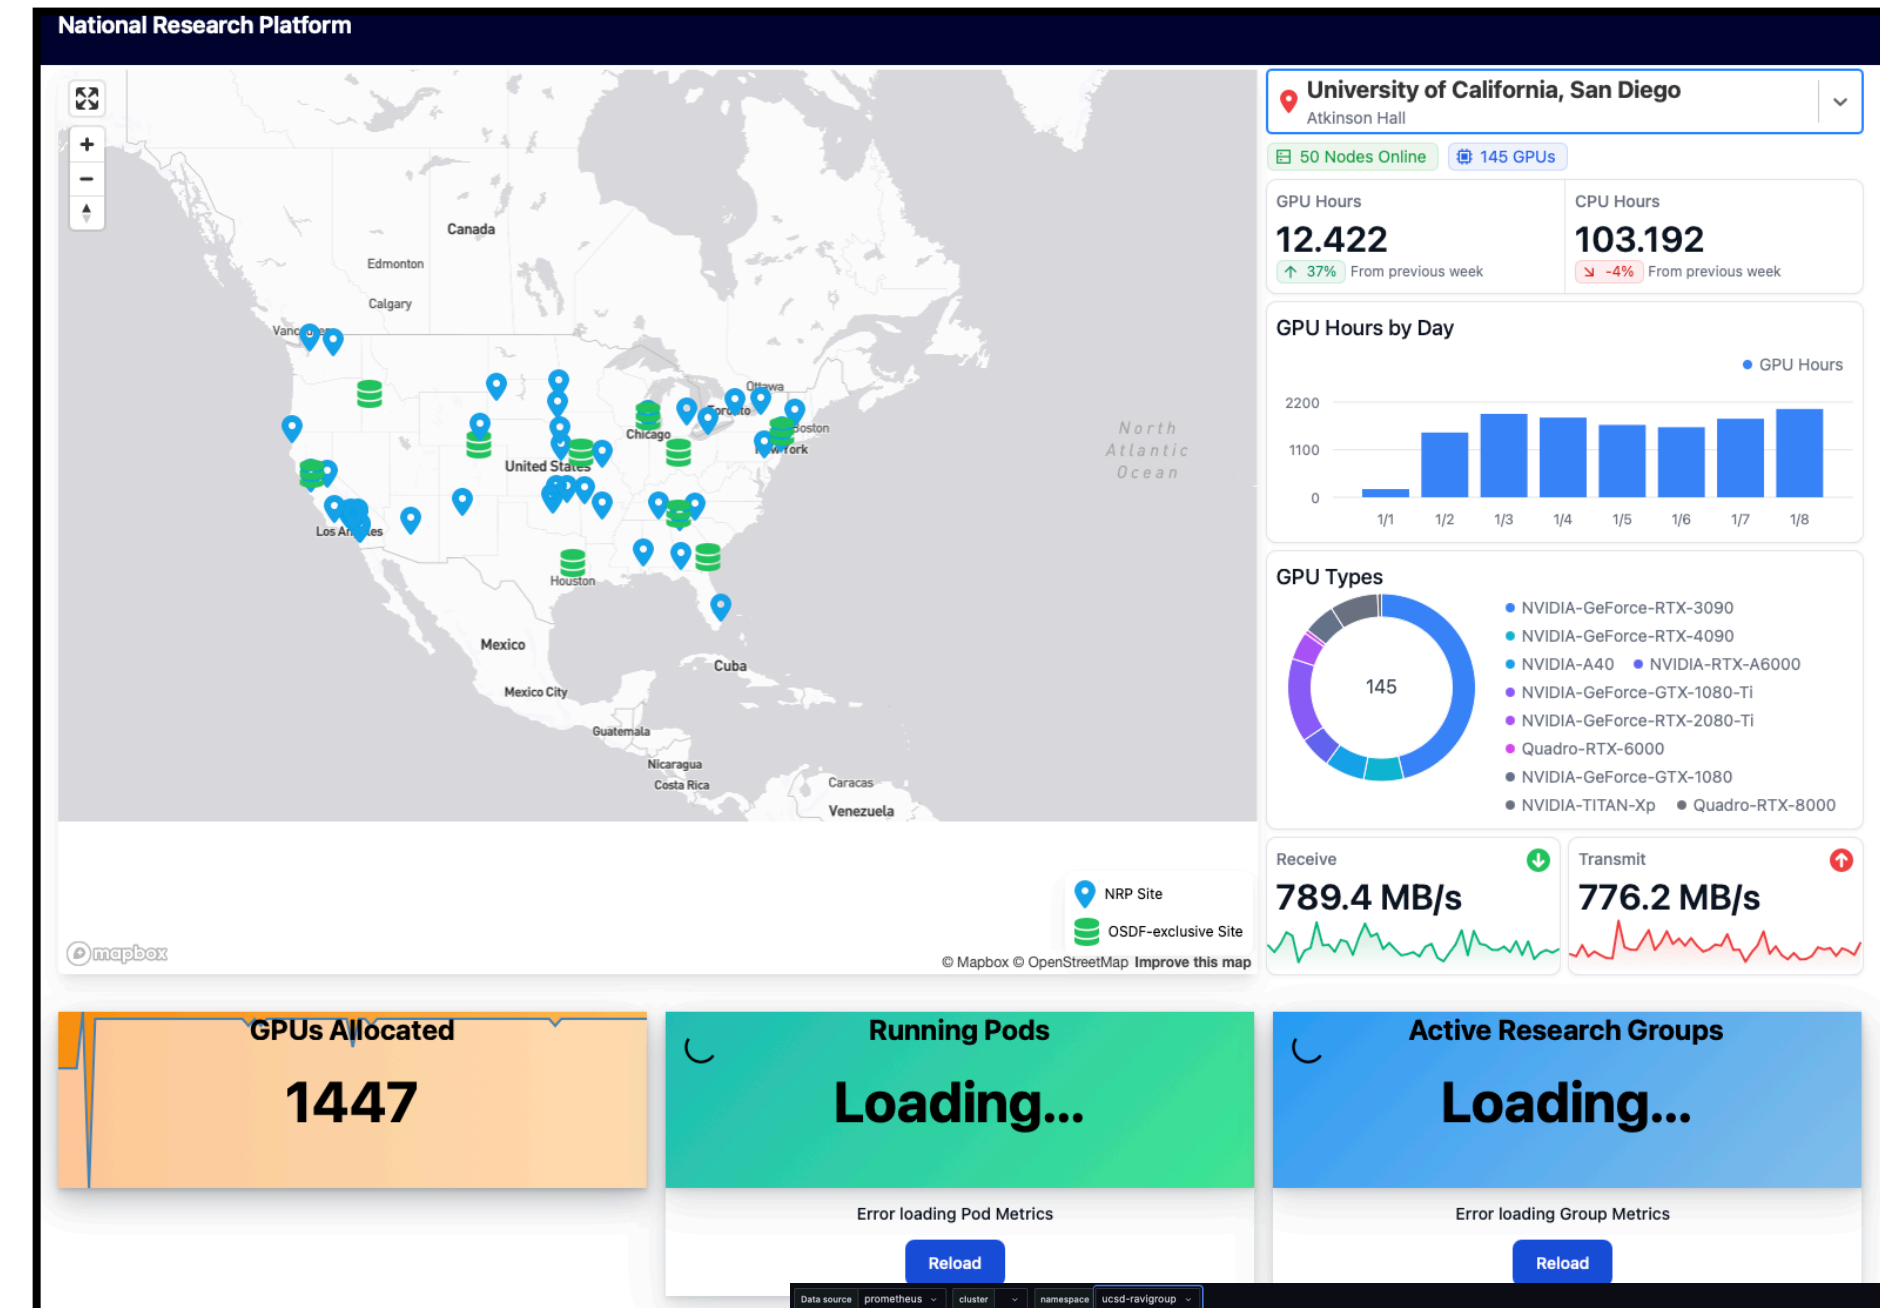 National Research Platform
Canada
Edmonton
Calgary
Ottawa
Toronto
Chicago
Boston
United States
Houston
Mexico
Cuba
Mexico City
Guatemala
Nicaragua
Costa Rica
Caracas
Venezuela
North
Atlantic
Ocean
NRP Site
OSDF-exclusive Site
mapbox
© Mapbox © OpenStreetMap Improve this map
University of California, San Diego
Atkinson Hall
50 Nodes Online 145 GPUs
GPU Hours
12.422
37% From previous week
CPU Hours
103.192
-4% From previous week
GPU Hours by Day
GPU Hours
2200
1100
0
1/1 1/2 1/3 1/4 1/5 1/6 1/7 1/8
GPU Types
145
NVIDIA-GeForce-RTX-3090
NVIDIA-GeForce-RTX-4090
NVIDIA-A40 NVIDIA-RTX-A6000
NVIDIA-GeForce-GTX-1080-Ti
NVIDIA-GeForce-RTX-2080-Ti
Quadro-RTX-6000
NVIDIA-GeForce-GTX-1080
NVIDIA-TITAN-Xp Quadro-RTX-8000
Receive
789.4 MB/s
Transmit
776.2 MB/s
GPUs Allocated
1447
Running Pods
Loading...
Error loading Pod Metrics
Reload
Active Research Groups
Loading...
Error loading Group Metrics
Reload
Data source prometheus cluster namespace ucsd-ravigroup